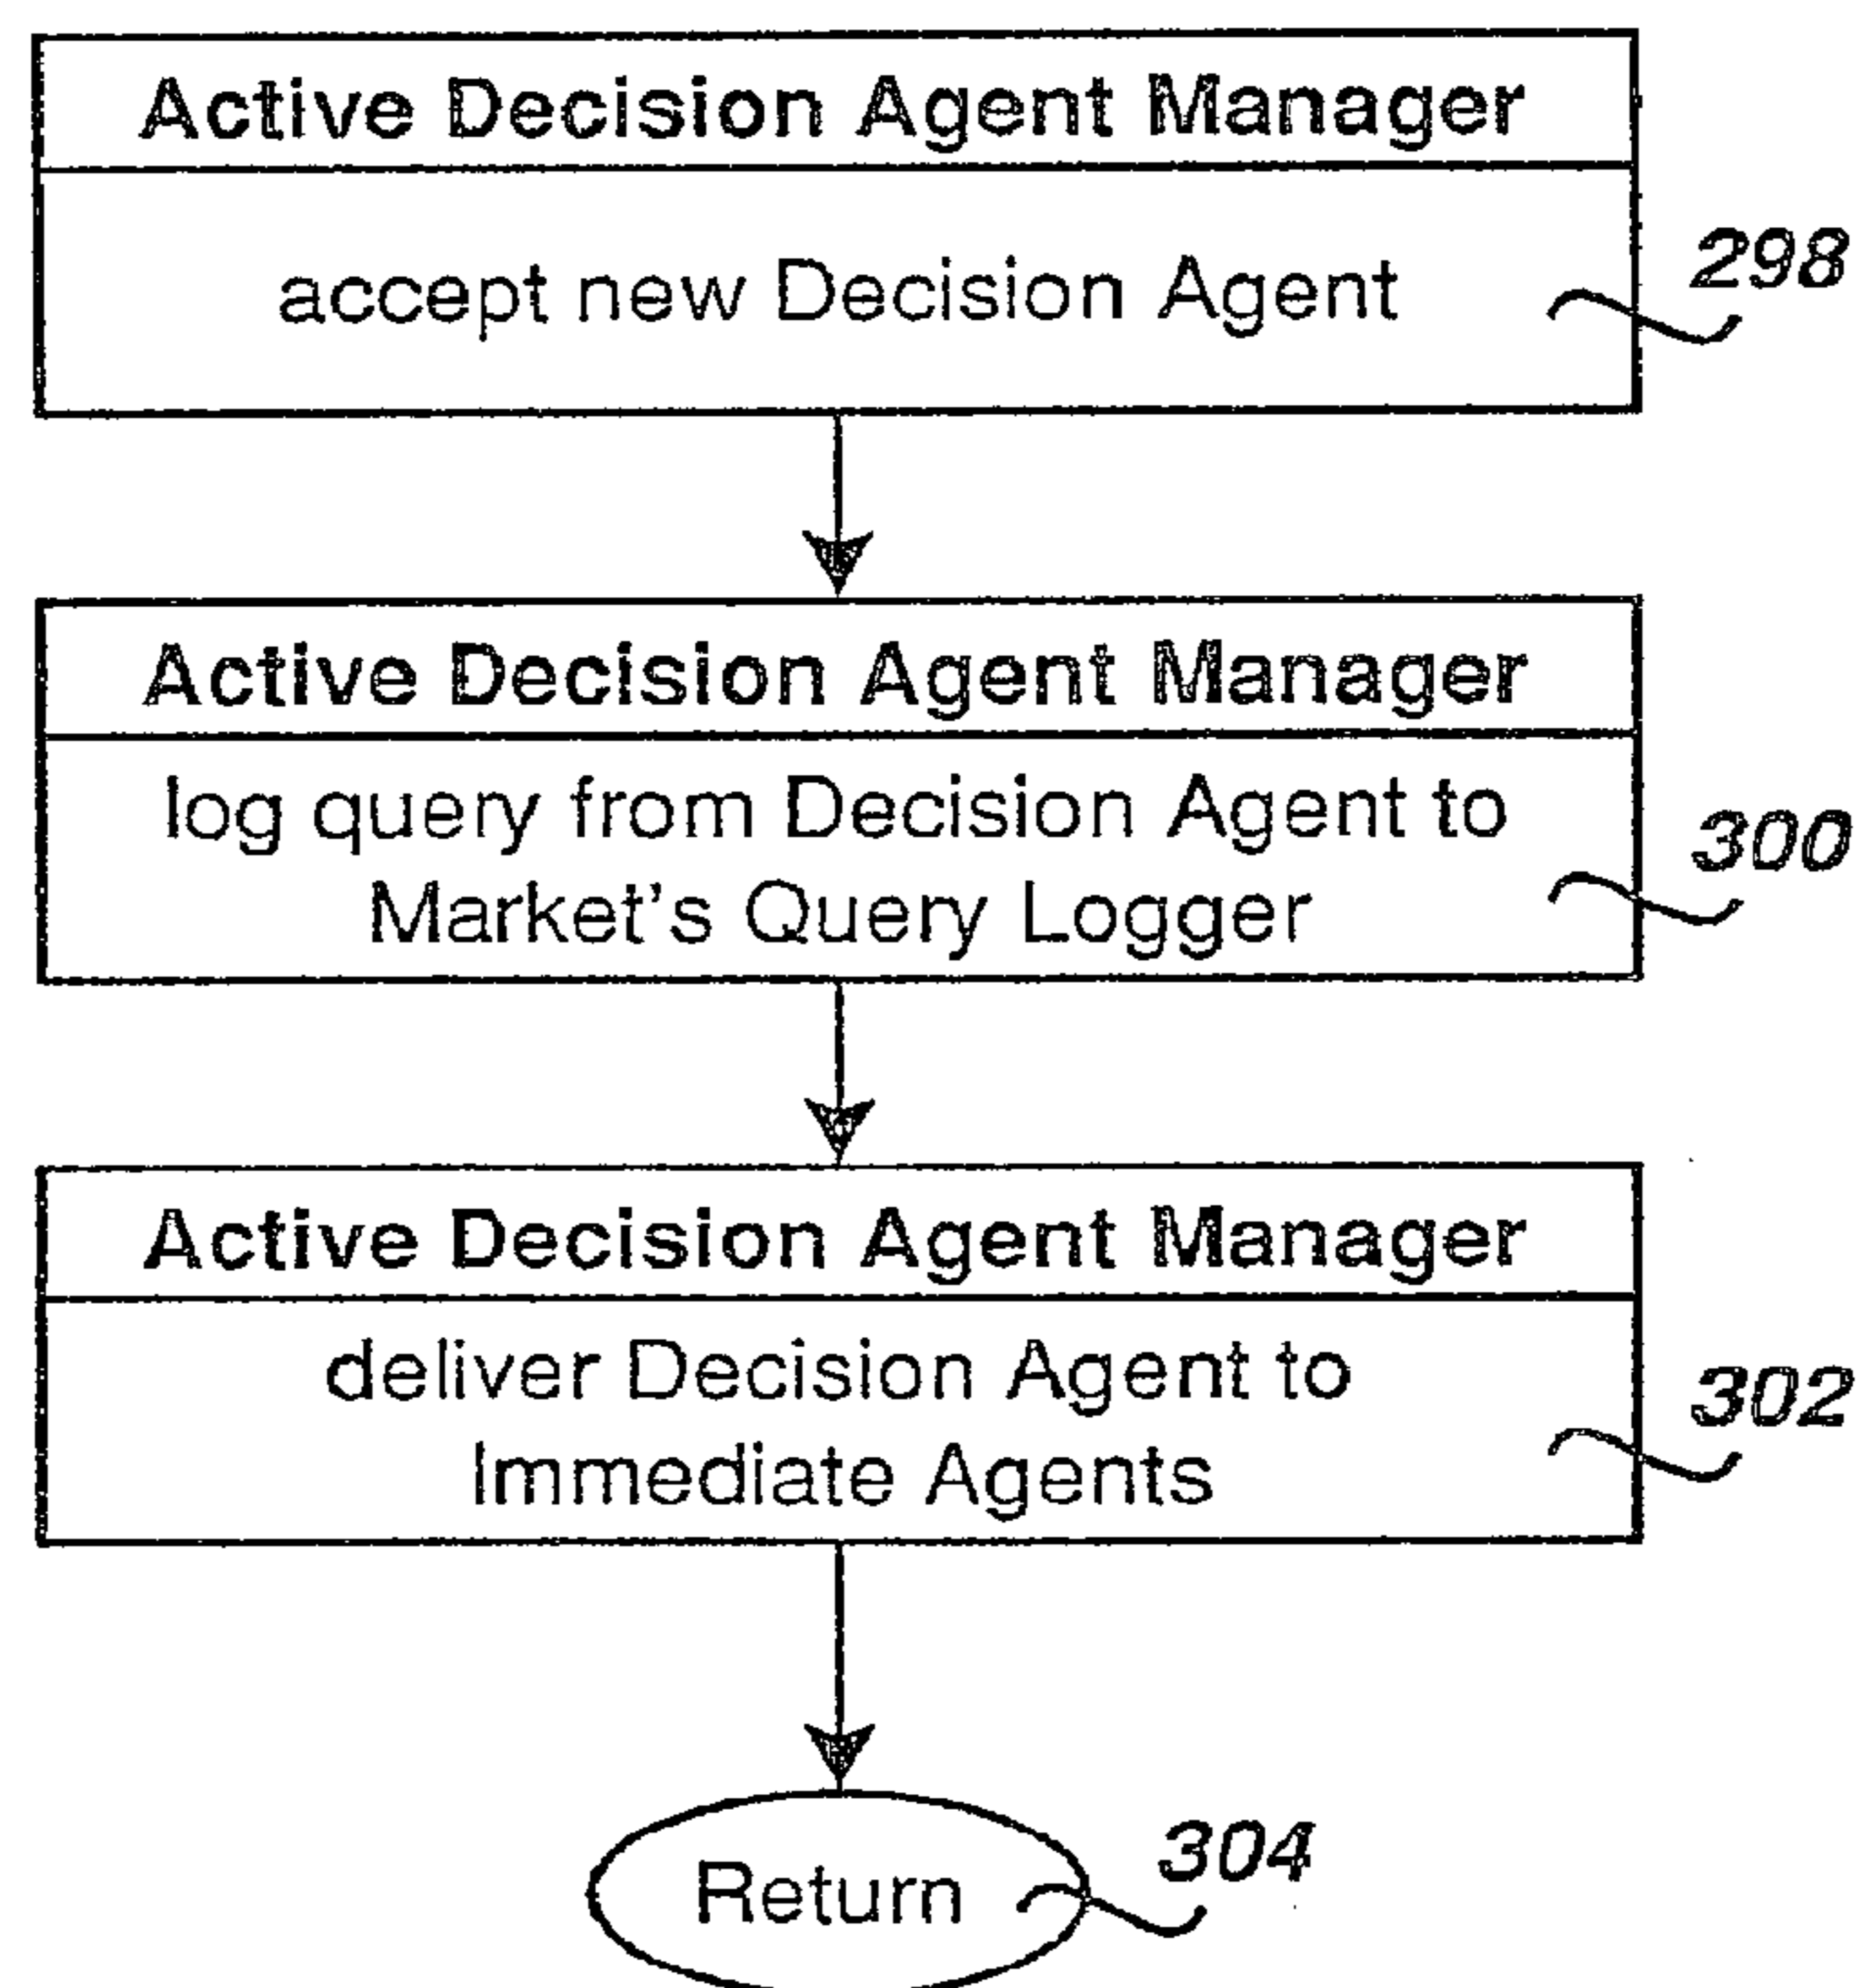 Active Decision Agent Manager
accept new Decision Agent
298
Active Decision Agent Manager
log query from Decision Agent to
Market's Query Logger
300
Active Decision Agent Manager
deliver Decision Agent to
Immediate Agents
302
Return
304